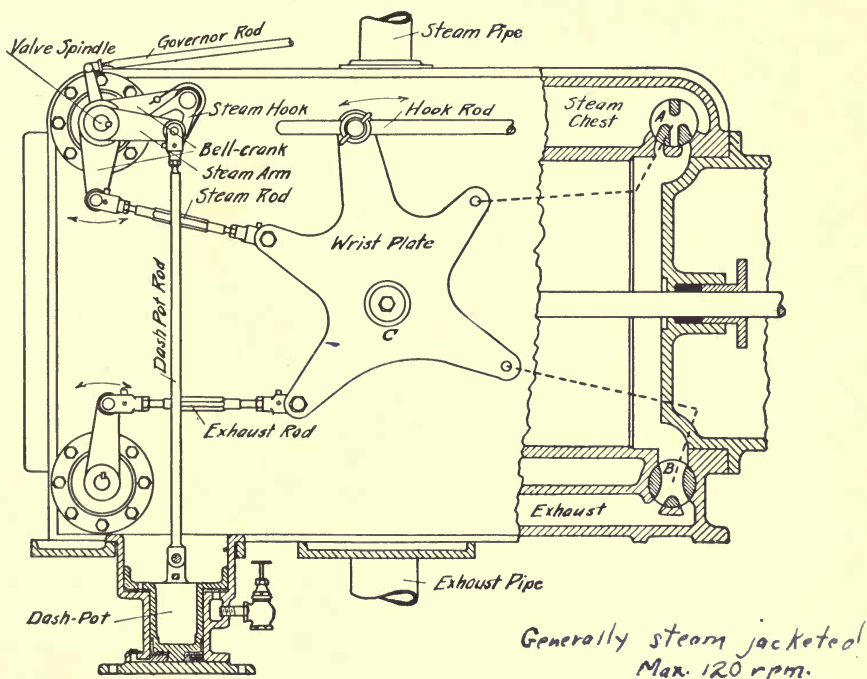 Governor Rod
Valve Spindle
Steam Pipe
Steam Hook
Hook Rod
Steam
Chest
A
Bell-crank
Steam Arm
Steam Rod
Wrist Plate
Dash Pot Rod
C
Exhaust Rod
B
Exhaust
Exhaust Pipe
Dash-Pot
Generally steam jacketed!
Max. 120 rpm.